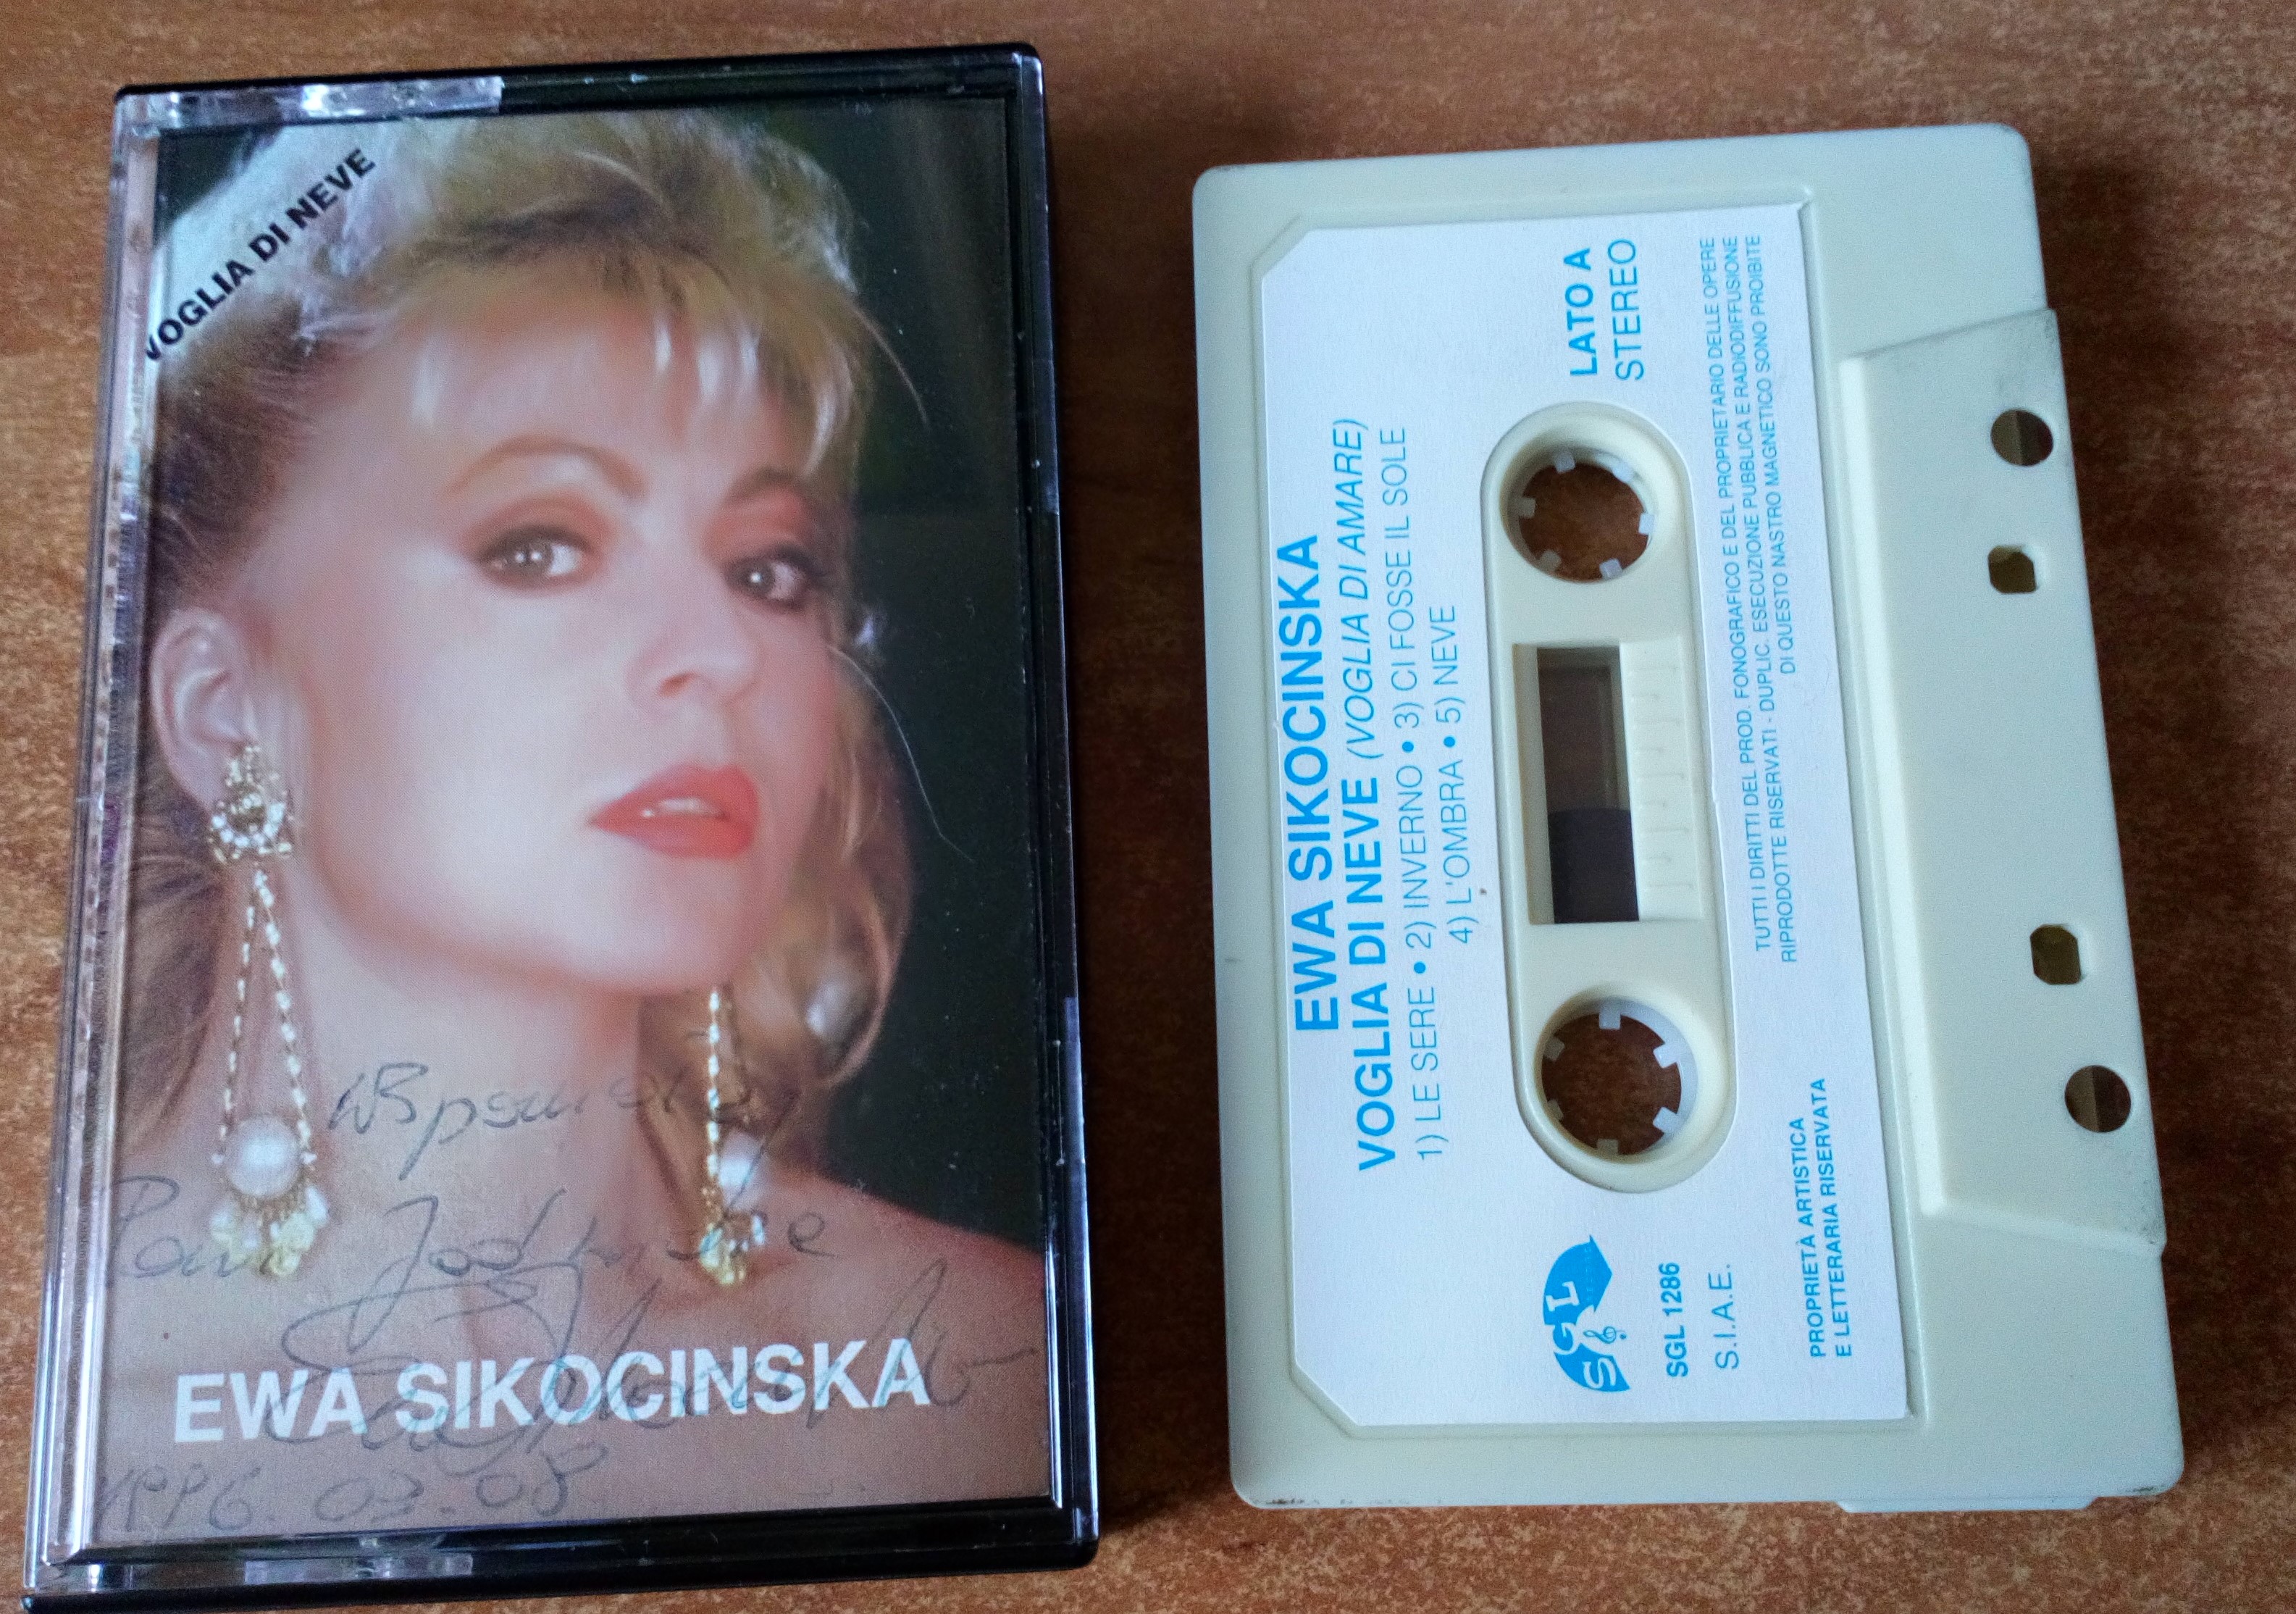 VOGLIA DI NEVE
EWA SIKOCINSKA
1996.03.08
EWA SIKOCINSKA
VOGLIA DI NEVE (VOGLIA DI AMARE)
1) LE SERE • 2) INVERNO • 3) CI FOSSE IL SOLE
4) L'OMBRA • 5) NEVE
LATO A
STEREO
SGL
SGL 1286
S.I.A.E.
TUTTI I DIRITTI DEL PROD. FONOGRAFICO E DEL PROPRIETARIO DELLE OPERE
RIPRODOTTE RISERVATI - DUPLIC. ESECUZIONE PUBBLICA E RADIODIFFUSIONE
DI QUESTO NASTRO MAGNETICO SONO PROIBITE
PROPRIETÀ ARTISTICA
E LETTERARIA RISERVATA